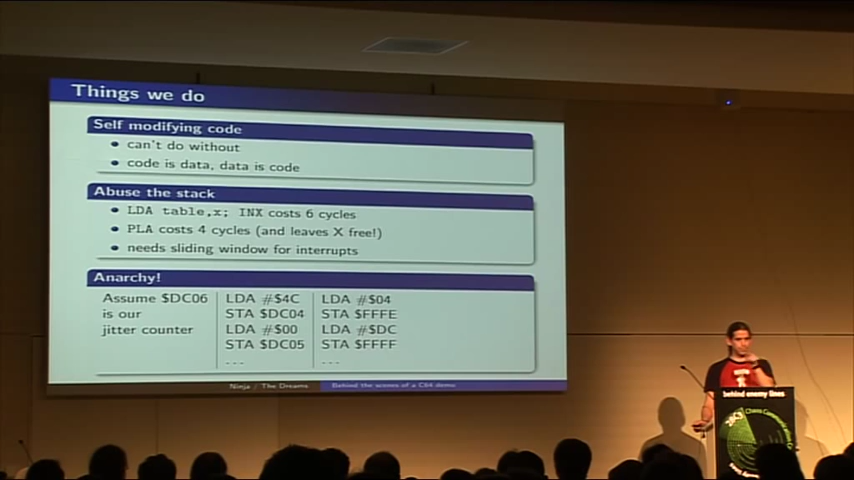 Things we do
Self modifying code
can't do without
code is data, data is code
Abuse the stack
LDA table,x; INX costs 6 cycles
PLA costs 4 cycles (and leaves X free!)
needs sliding window for interrupts
Anarchy!
Assume $DC06
is our
jitter counter
LDA #$4C
STA $DC04
LDA #$00
STA $DC05
...
LDA #$04
STA $FFFE
LDA #$DC
STA $FFFF
...
Ninja / The Dreams
Behind the scenes of a C64 demo
behind enemy lines